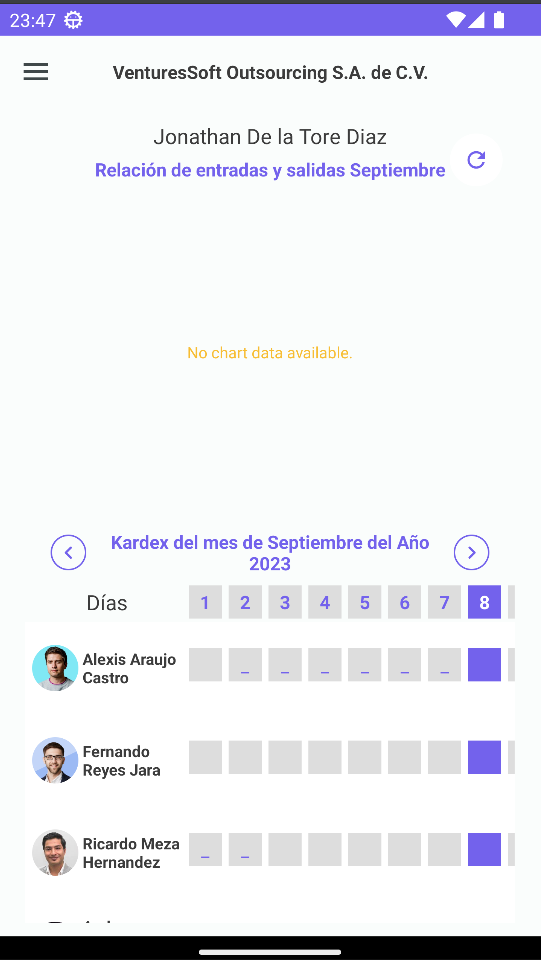 23:47
VenturesSoft Outsourcing S.A. de C.V.
Jonathan De la Tore Diaz
Relación de entradas y salidas Septiembre
No chart data available.
Kardex del mes de Septiembre del Año
2023
Días 1 2 3 4 5 6 7 8
Alexis Araujo
Castro
_ _ _ _ _ _
Fernando
Reyes Jara
Ricardo Meza
Hernandez
_ _